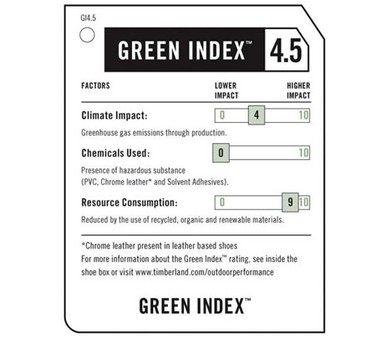 GI4.5
GREEN INDEX™ 4.5
FACTORS LOWER IMPACT HIGHER IMPACT
Climate Impact: 0 4 10
Greenhouse gas emissions through production.
Chemicals Used: 0 10
Presence of hazardous substance
(PVC, Chrome leather* and Solvent Adhesives).
Resource Consumption: 0 9 10
Reduced by the use of recycled, organic and renewable materials.
*Chrome leather present in leather based shoes
For more information about the Green Index™ rating, see inside the
shoe box or visit www.timberland.com/outdoorperformance
GREEN INDEX™